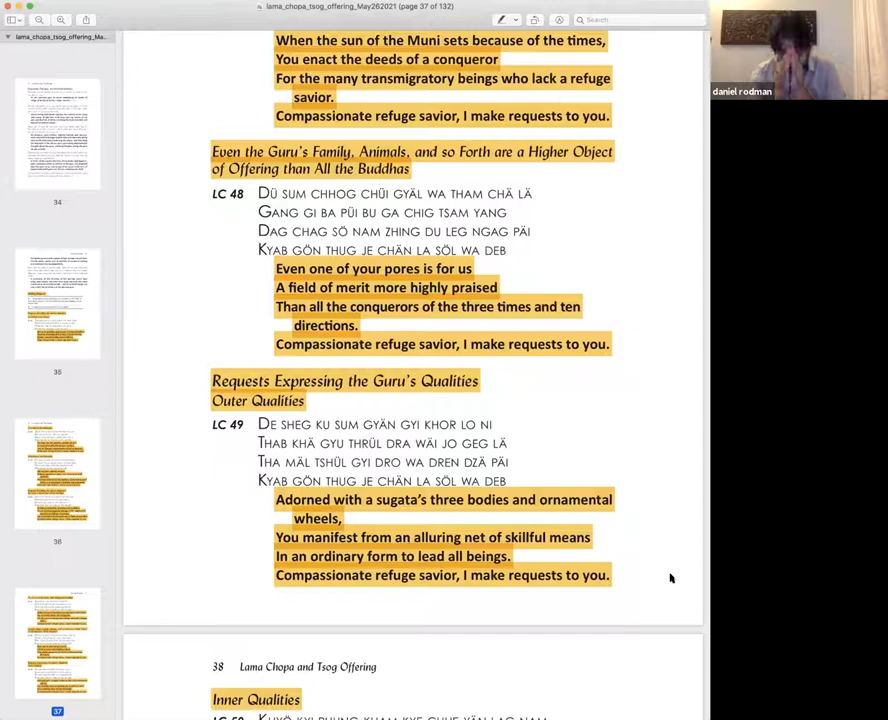 lama_chopa_tsog_offering_May262021 (page 37 of 132)
Search
lama_chopa_tsog_offering_Ma...
34
35
36
37
When the sun of the Muni sets because of the times,
You enact the deeds of a conqueror
For the many transmigratory beings who lack a refuge
savior.
Compassionate refuge savior, I make requests to you.
Even the Guru's Family, Animals, and so Forth are a Higher Object
of Offering than All the Buddhas
LC 48 DÜ SUM CHHOG CHÜI GYÄL WA THAM CHÄ LÄ
GANG GI BA PÜI BU GA CHIG TSAM YANG
DAG CHAG SÖ NAM ZHING DU LEG NGAG PÄI
KYAB GÖN THUG JE CHÄN LA SÖL WA DEB
Even one of your pores is for us
A field of merit more highly praised
Than all the conquerors of the three times and ten
directions.
Compassionate refuge savior, I make requests to you.
Requests Expressing the Guru's Qualities
Outer Qualities
LC 49 DE SHEG KU SUM GYÄN GYI KHOR LO NI
THAB KHÄ GYU THRÜL DRA WÄI JO GEG LÄ
THA MÄL TSHÜL GYI DRO WA DREN DZÄ PÄI
KYAB GÖN THUG JE CHÄN LA SÖL WA DEB
Adorned with a sugata's three bodies and ornamental
wheels,
You manifest from an alluring net of skillful means
In an ordinary form to lead all beings.
Compassionate refuge savior, I make requests to you.
38 Lama Chopa and Tsog Offering
Inner Qualities
daniel rodman